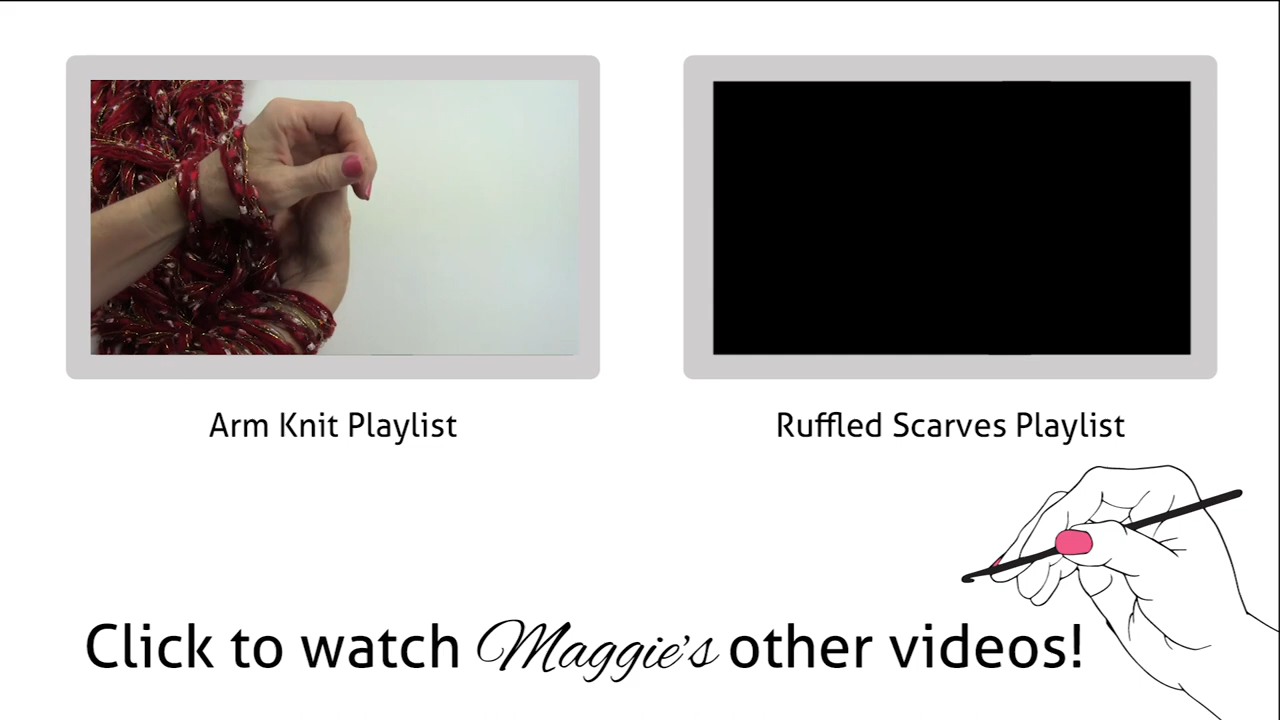 Arm Knit Playlist
Ruffled Scarves Playlist
Click to watch Maggie's other videos!